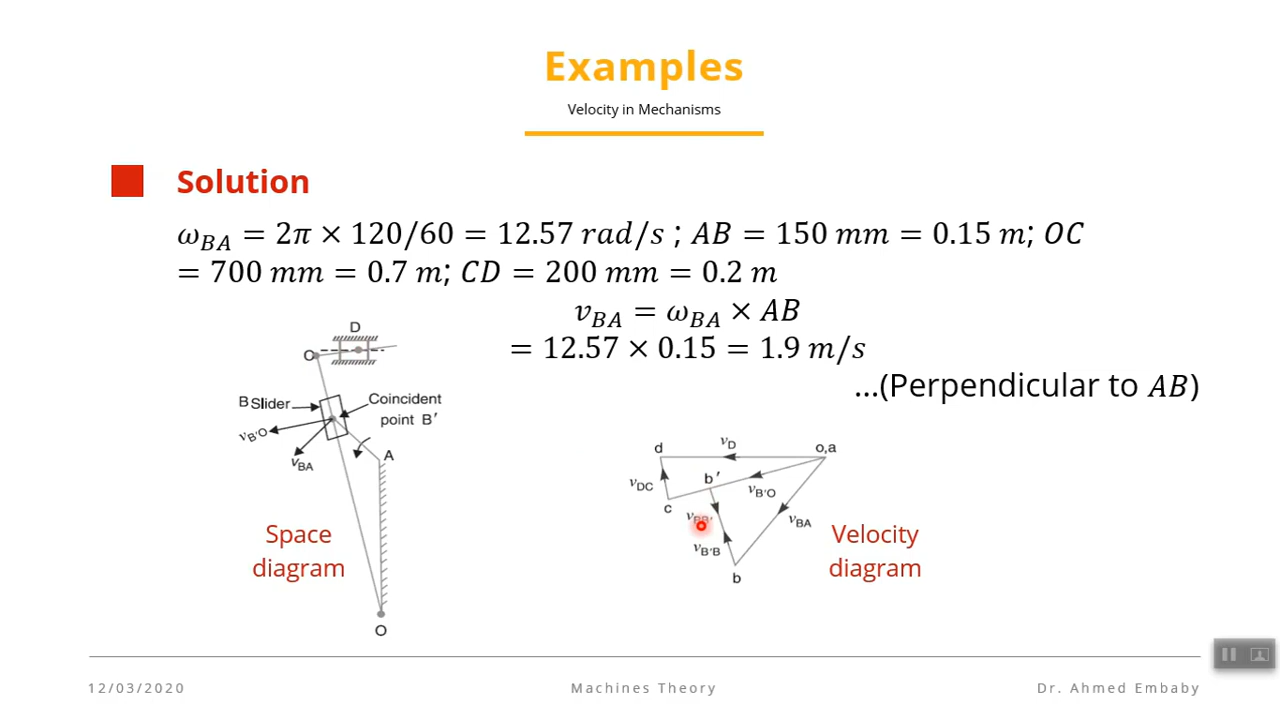 Examples
Velocity in Mechanisms
Solution
𝜔_BA = 2𝜋 × 120/60 = 12.57 rad/s ; AB = 150 mm = 0.15 m; OC
= 700 mm = 0.7 m; CD = 200 mm = 0.2 m
v_BA = 𝜔_BA × AB
= 12.57 × 0.15 = 1.9 m/s
...(Perpendicular to AB)
D
C
B Slider
Coincident
point B′
v_B′O
v_BA
A
O
Space
diagram
d
v_D
o,a
v_DC
b′
v_B′O
c
v_BA
v_B′B
b
Velocity
diagram
12/03/2020
Machines Theory
Dr. Ahmed Embaby